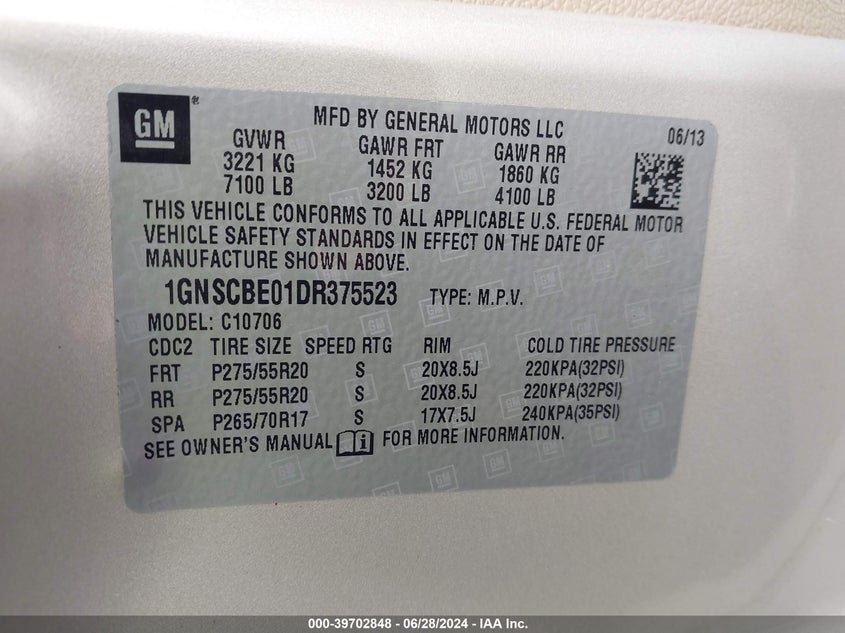 GM ®
MFD BY GENERAL MOTORS LLC 06/13
GVWR GAWR FRT GAWR RR
3221 KG 1452 KG 1860 KG
7100 LB 3200 LB 4100 LB
THIS VEHICLE CONFORMS TO ALL APPLICABLE U.S. FEDERAL MOTOR
VEHICLE SAFETY STANDARDS IN EFFECT ON THE DATE OF
MANUFACTURE SHOWN ABOVE.
1GNSCBE01DR375523 TYPE: M.P.V.
MODEL: C10706
CDC2 TIRE SIZE SPEED RTG RIM COLD TIRE PRESSURE
FRT P275/55R20 S 20X8.5J 220KPA(32PSI)
RR P275/55R20 S 20X8.5J 220KPA(32PSI)
SPA P265/70R17 S 17X7.5J 240KPA(35PSI)
SEE OWNER'S MANUAL i FOR MORE INFORMATION.
000-39702848 - 06/28/2024 - IAA Inc.